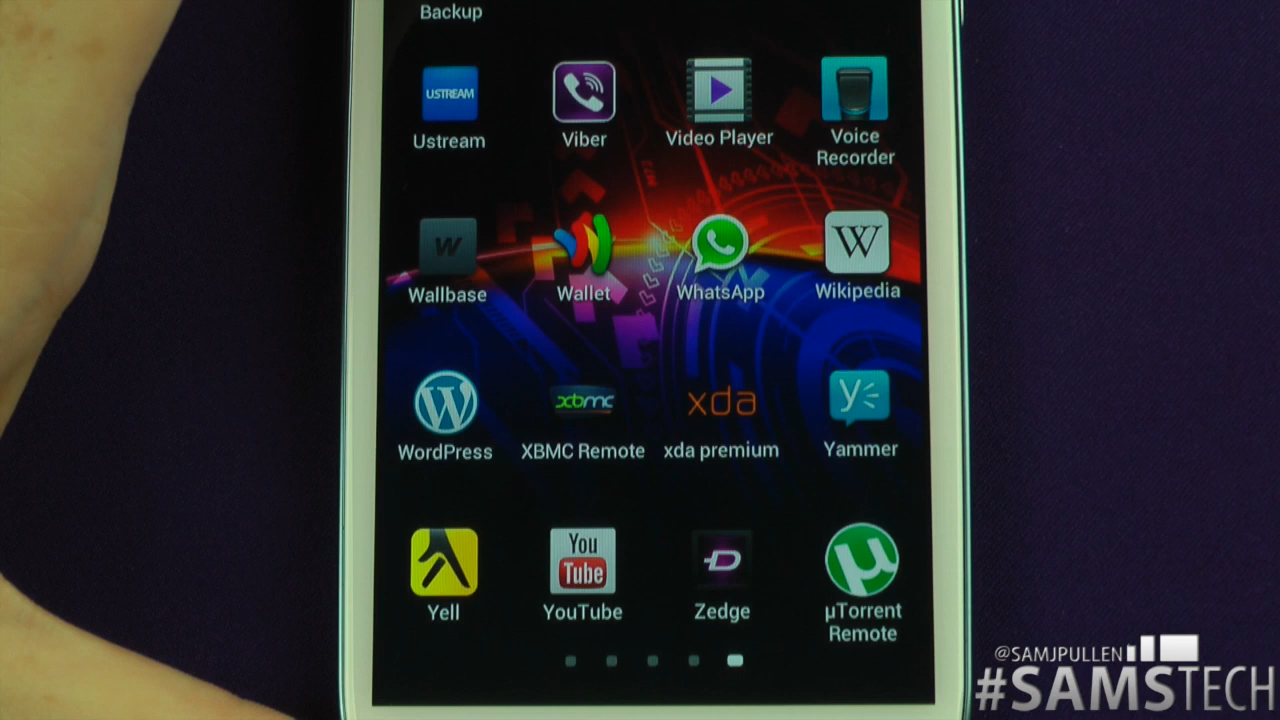 Backup
USTREAM
Ustream
Viber
Video Player
Voice
Recorder
w
Wallbase
Wallet
WhatsApp
W
Wikipedia
W
WordPress
xbmc
XBMC Remote
xda
xda premium
y
Yammer
Yell
You
Tube
YouTube
Zedge
µ
µTorrent
Remote
@SAMJPULLEN
#SAMSTECH